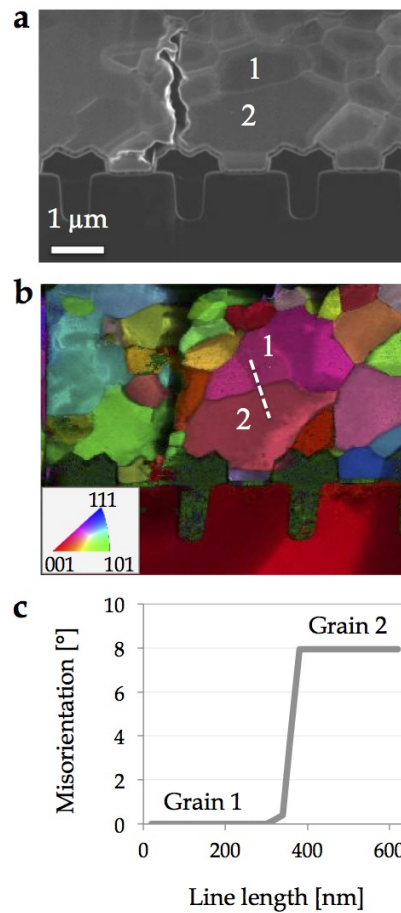 a
1
2
1 μm
b
1
2
111
001 101
c
10
8
6
4
2
0
Misorientation [°]
Grain 2
Grain 1
0 200 400 600
Line length [nm]